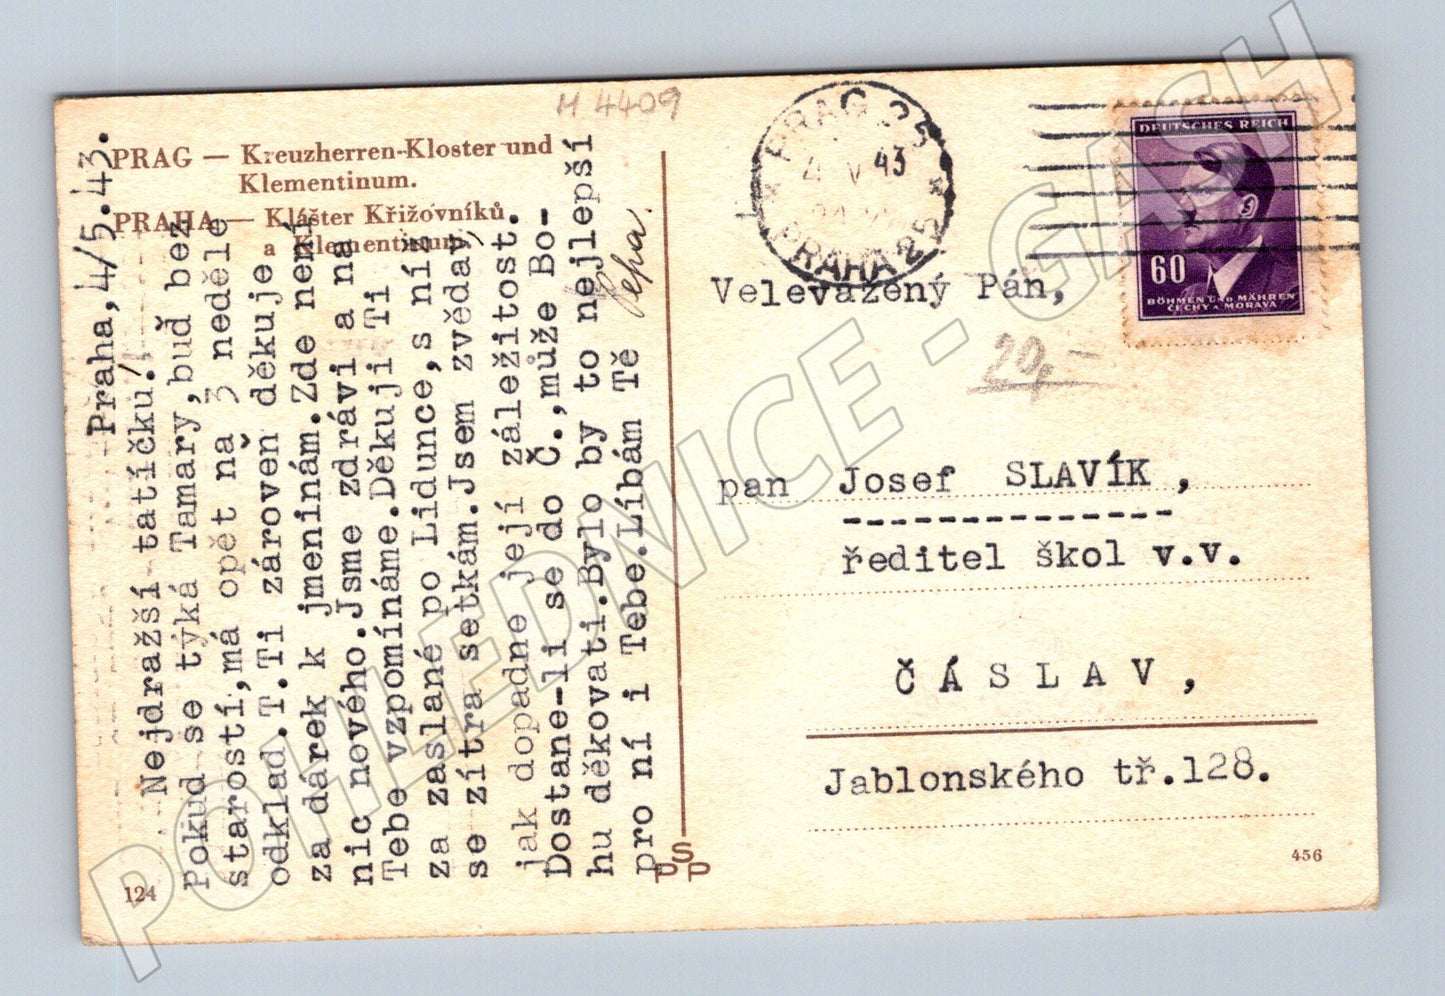 M 4409
PRAG — Kreuzherren-Kloster und
Klementinum.
PRAHA — Klášter Křižovníků
a Klementinum.
Praha,4/5.43.
Nejdražší tatíčku!
Pokud se týká Tamary,buď bez
starostí,má opět na 3 neděle
odklad.T.Ti zároveň děkuje
za dárek k jmeninám.Zde není
nic nového.Jsme zdrávi a na
Tebe vzpomínáme.Děkuji Ti
za zaslané po Lidunce,s níž
se zítra setkám.Jsem zvědav,
jak dopadne její záležitost.
Dostane-li se do Č.,může Bo-
hu děkovati.Bylo by to nejlepší
pro ní i Tebe.Líbám Tě
Pepa.
124
PRAG 25
4 V 43
PRAHA 25
DEUTSCHES REICH
60
BÖHMEN UND MÄHREN
ČECHY A MORAVA
Velevážený Pán,
20,-
pan Josef SLAVÍK,
--------------
ředitel škol v.v.
ČÁSLAV,
Jablonského tř.128.
PSP
456
POHLEDNICE - GASH